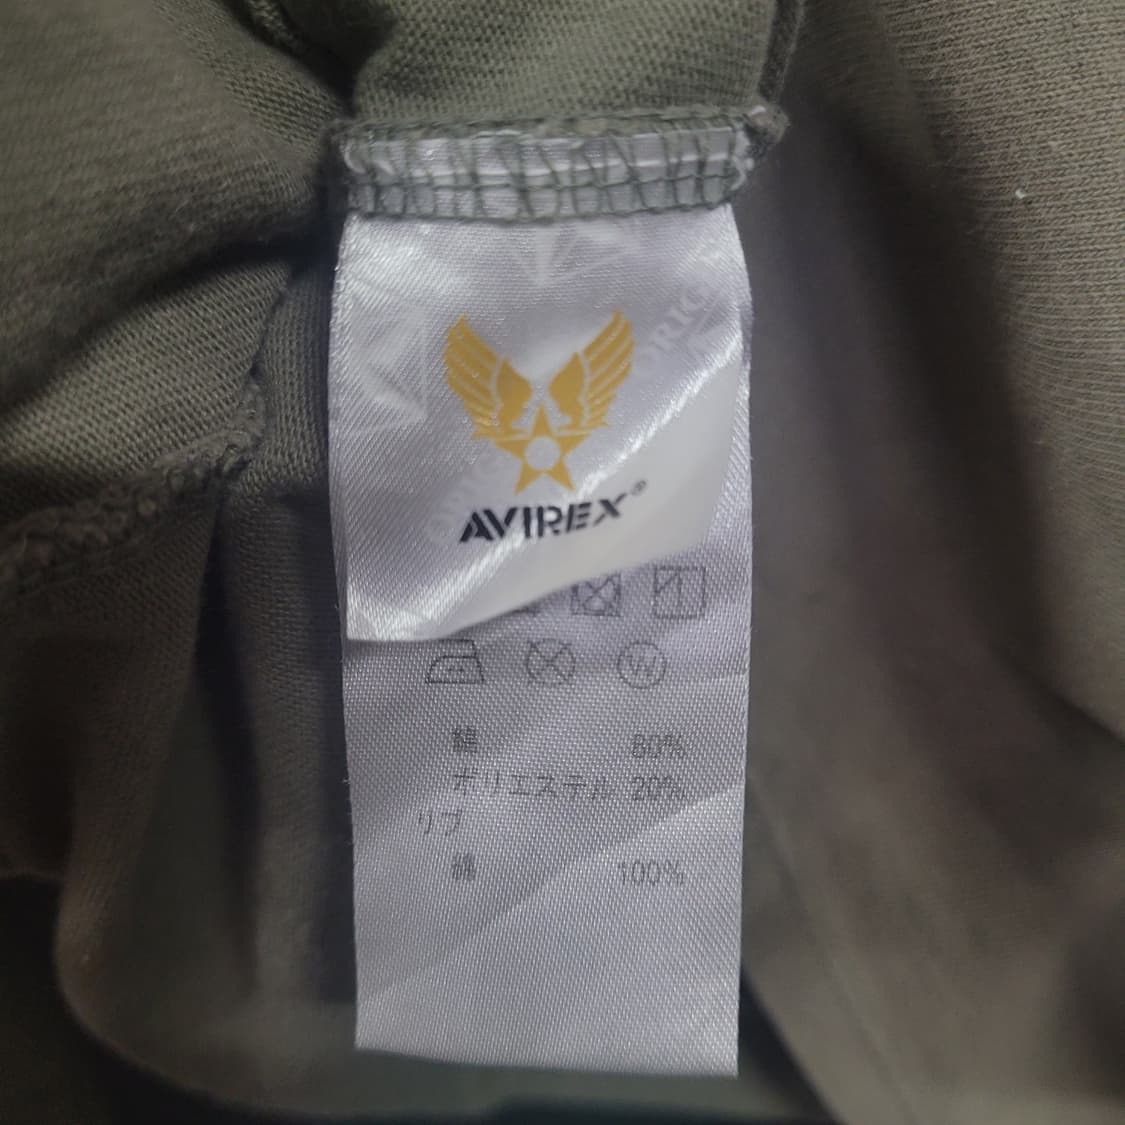 AVIREX®
W
綿 80%
ポリエステル 20%
リブ
綿 100%